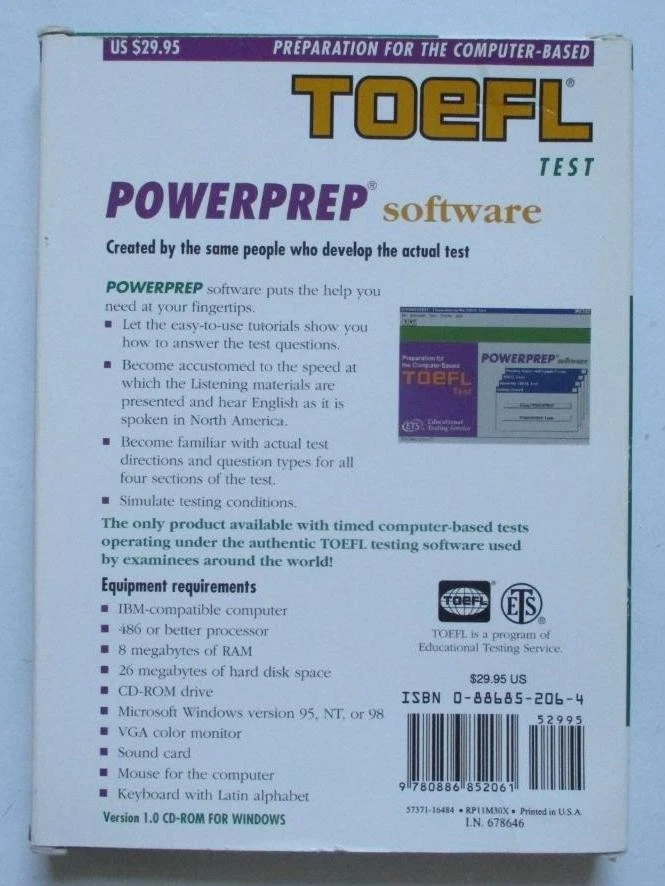 US $29.95 PREPARATION FOR THE COMPUTER-BASED
TOEFL®
TEST
POWERPREP® software
Created by the same people who develop the actual test
POWERPREP software puts the help you
need at your fingertips.
■ Let the easy-to-use tutorials show you
how to answer the test questions.
■ Become accustomed to the speed at
which the Listening materials are
presented and hear English as it is
spoken in North America.
■ Become familiar with actual test
directions and question types for all
four sections of the test.
■ Simulate testing conditions.
Preparation for
the Computer-Based
TOEFL
Test
POWERPREP software
ETS Educational
Testing Service
The only product available with timed computer-based tests
operating under the authentic TOEFL testing software used
by examinees around the world!
Equipment requirements
■ IBM-compatible computer
■ 486 or better processor
■ 8 megabytes of RAM
■ 26 megabytes of hard disk space
■ CD-ROM drive
■ Microsoft Windows version 95, NT, or 98
■ VGA color monitor
■ Sound card
■ Mouse for the computer
■ Keyboard with Latin alphabet
Version 1.0 CD-ROM FOR WINDOWS
TOEFL® ETS®
TOEFL is a program of
Educational Testing Service.
$29.95 US
ISBN 0-88685-206-4
52995
9 780886 852061
57371-16484 • RP11M30X • Printed in U.S.A.
I.N. 678646